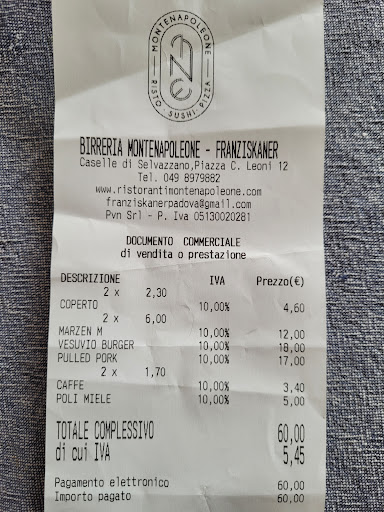 MONTENAPOLEONE
RISTO · SUSHI · PIZZA
BIRRERIA MONTENAPOLEONE - FRANZISKANER
Caselle di Selvazzano,Piazza C. Leoni 12
Tel. 049 8979882
www.ristorantimontenapoleone.com
franziskanerpadova@gmail.com
Pvn Srl - P. Iva 05130020281
DOCUMENTO COMMERCIALE
di vendita o prestazione
DESCRIZIONE IVA Prezzo(€)
2 x 2,30
COPERTO 10,00% 4,60
2 x 6,00
MARZEN M 10,00% 12,00
VESUVIO BURGER 10,00% 18,00
PULLED PORK 10,00% 17,00
2 x 1,70
CAFFE 10,00% 3,40
POLI MIELE 10,00% 5,00
TOTALE COMPLESSIVO 60,00
di cui IVA 5,45
Pagamento elettronico 60,00
Importo pagato 60,00